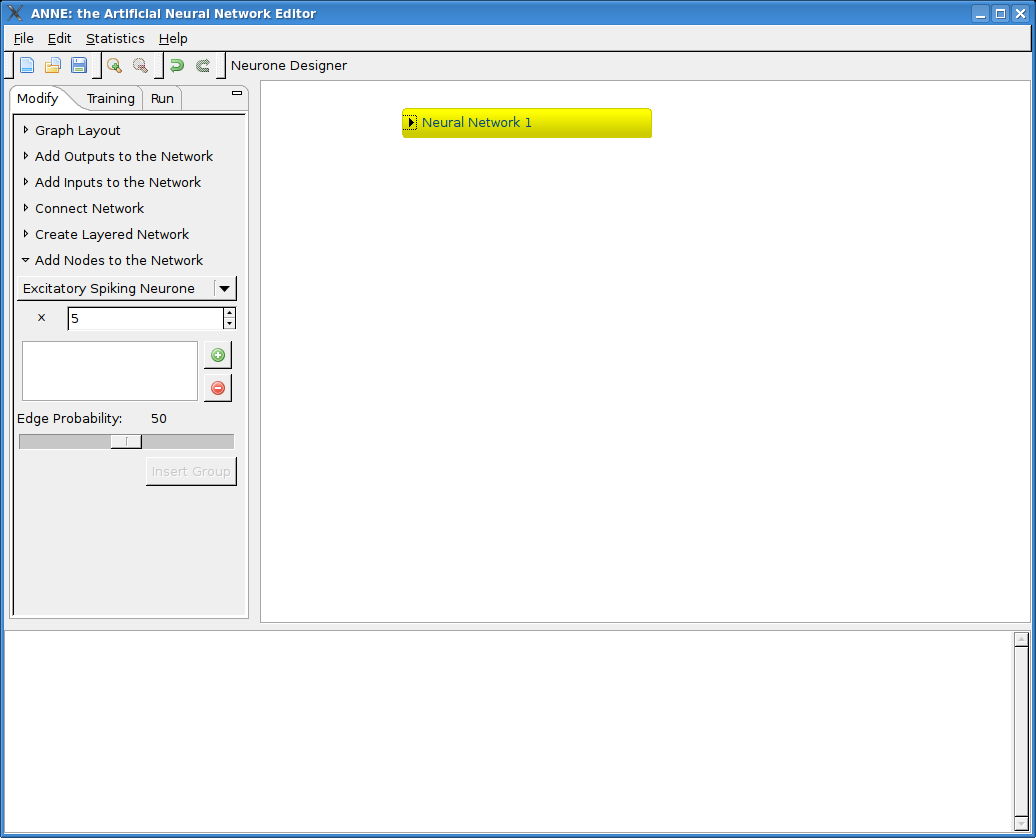 ANNE: the Artificial Neural Network Editor
File Edit Statistics Help
Neurone Designer
Modify Training Run
Neural Network 1
Graph Layout
Add Outputs to the Network
Add Inputs to the Network
Connect Network
Create Layered Network
Add Nodes to the Network
Excitatory Spiking Neurone
x 5
Edge Probability: 50
Insert Group